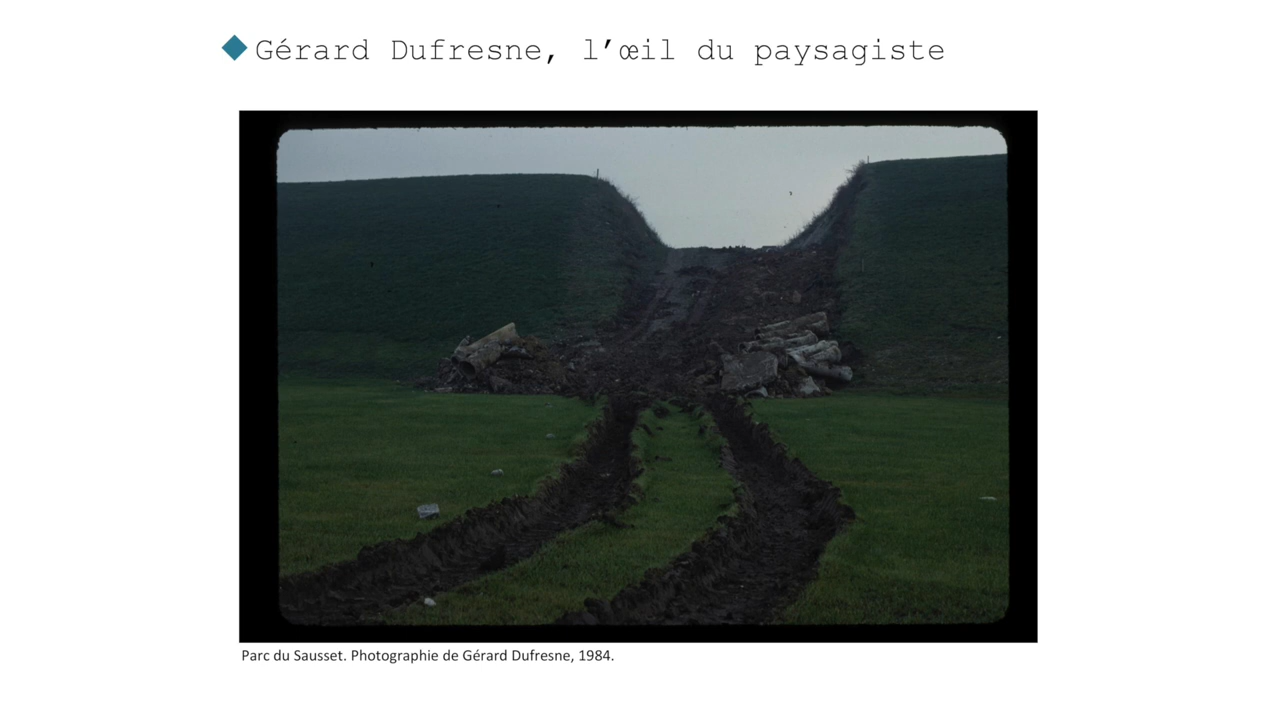 Gérard Dufresne, l’œil du paysagiste
Parc du Sausset. Photographie de Gérard Dufresne, 1984.